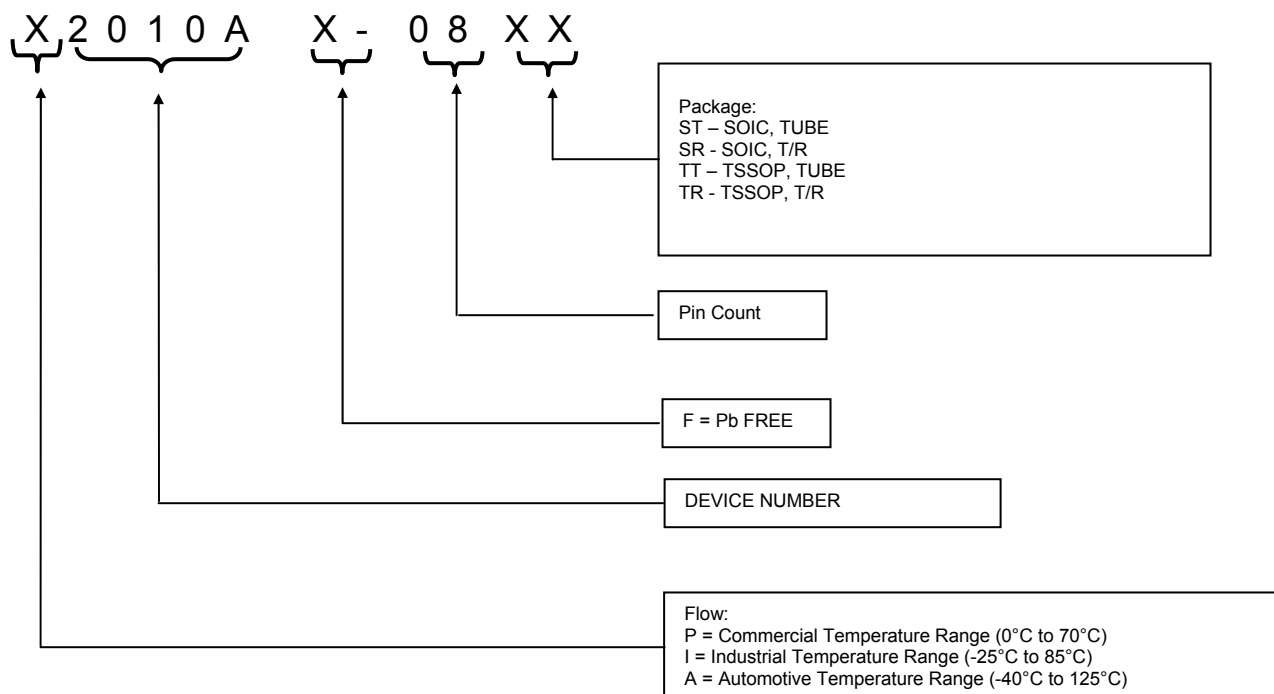 X 2 0 1 0 A X - 0 8 X X
Package:
ST – SOIC, TUBE
SR - SOIC, T/R
TT – TSSOP, TUBE
TR - TSSOP, T/R
Pin Count
F = Pb FREE
DEVICE NUMBER
Flow:
P = Commercial Temperature Range (0°C to 70°C)
I = Industrial Temperature Range (-25°C to 85°C)
A = Automotive Temperature Range (-40°C to 125°C)